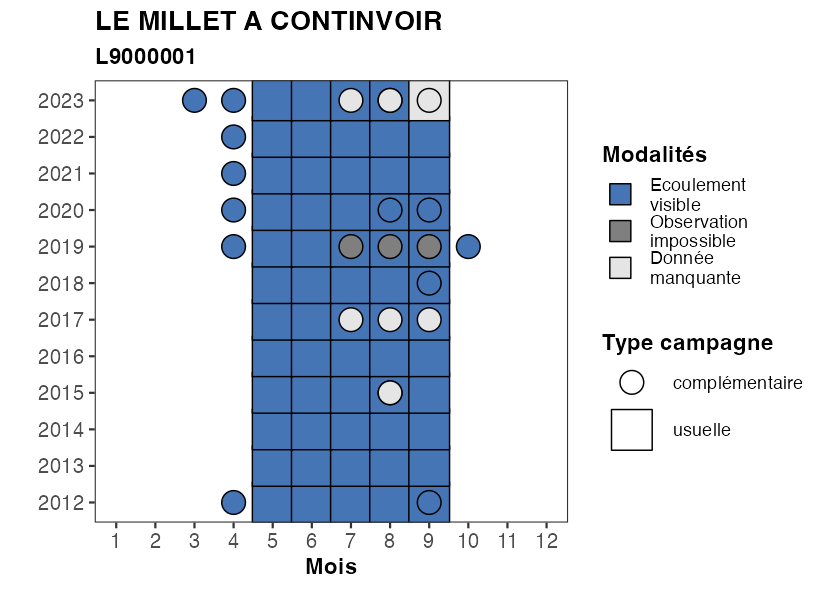 LE MILLET A CONTINVOIR
L9000001
2023
2022
2021
2020
2019
2018
2017
2016
2015
2014
2013
2012
1 2 3 4 5 6 7 8 9 10 11 12
Mois
Modalités
Ecoulement
visible
Observation
impossible
Donnée
manquante
Type campagne
complémentaire
usuelle